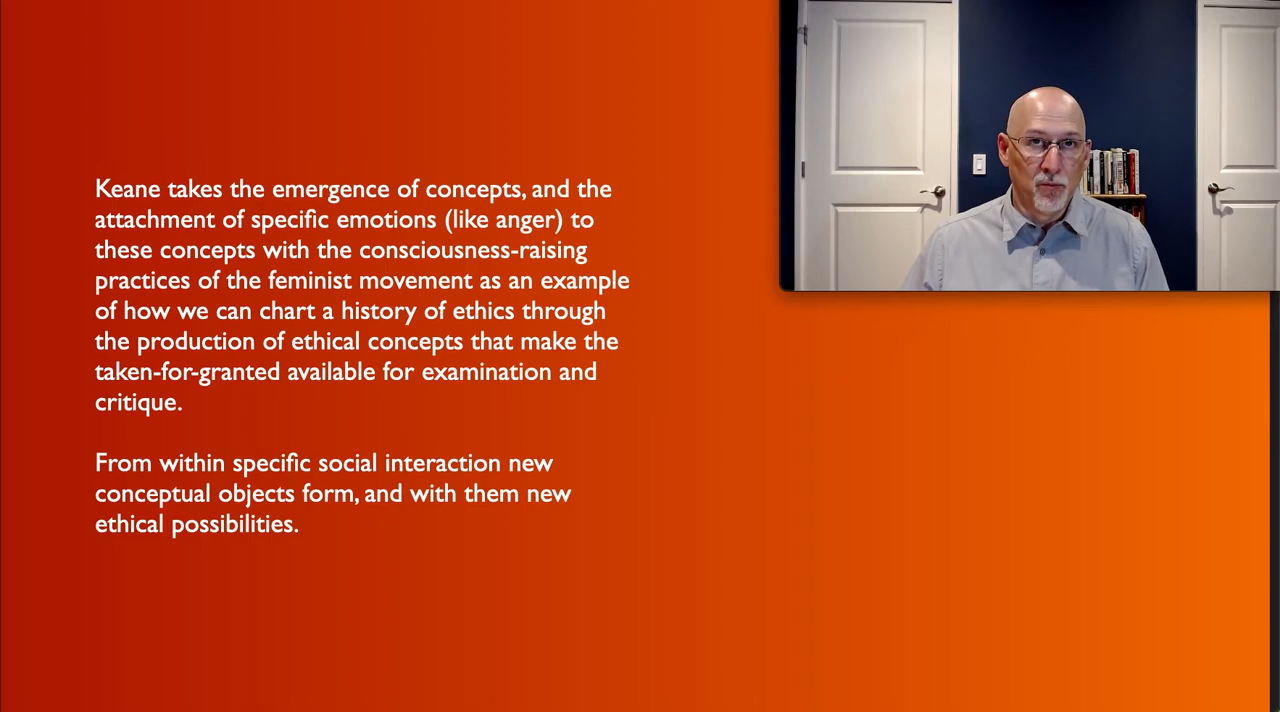 Keane takes the emergence of concepts, and the
attachment of specific emotions (like anger) to
these concepts with the consciousness-raising
practices of the feminist movement as an example
of how we can chart a history of ethics through
the production of ethical concepts that make the
taken-for-granted available for examination and
critique.
From within specific social interaction new
conceptual objects form, and with them new
ethical possibilities.